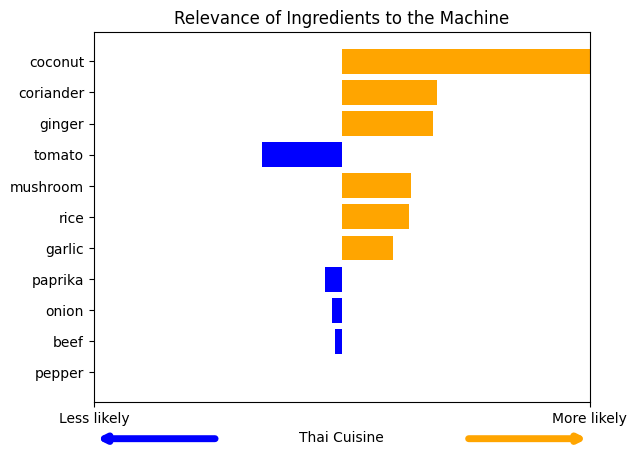 Relevance of Ingredients to the Machine
coconut
coriander
ginger
tomato
mushroom
rice
garlic
paprika
onion
beef
pepper
Less likely
More likely
Thai Cuisine